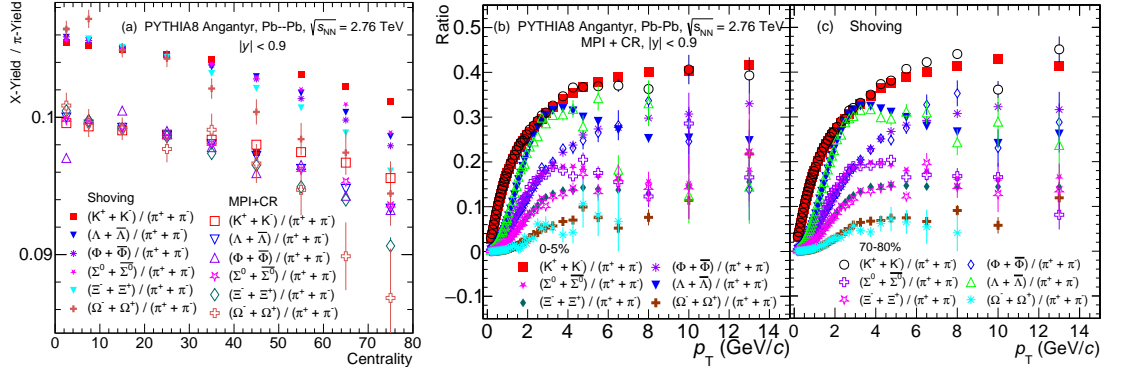 (a) PYTHIA8 Angantyr, Pb--Pb, √sNN = 2.76 TeV
|y| < 0.9
X-Yield / π-Yield
0.1
0.09
Shoving
(K⁺ + K⁻) / (π⁺ + π⁻)
(Λ + Λ̅) / (π⁺ + π⁻)
(Φ + Φ̅) / (π⁺ + π⁻)
(Σ⁰ + Σ̅⁰) / (π⁺ + π⁻)
(Ξ⁻ + Ξ⁺) / (π⁺ + π⁻)
(Ω⁻ + Ω⁺) / (π⁺ + π⁻)
MPI+CR
(K⁺ + K⁻) / (π⁺ + π⁻)
(Λ + Λ̅) / (π⁺ + π⁻)
(Φ + Φ̅) / (π⁺ + π⁻)
(Σ⁰ + Σ̅⁰) / (π⁺ + π⁻)
(Ξ⁻ + Ξ⁺) / (π⁺ + π⁻)
(Ω⁻ + Ω⁺) / (π⁺ + π⁻)
0 10 20 30 40 50 60 70 80
Centrality
(b) PYTHIA8 Angantyr, Pb-Pb, √sNN = 2.76 TeV
MPI + CR, |y| < 0.9
Ratio
0.4
0.3
0.2
0.1
0
−0.1
0-5%
(K⁺ + K⁻) / (π⁺ + π⁻)
(Σ⁰ + Σ̅⁰) / (π⁺ + π⁻)
(Ξ⁻ + Ξ⁺) / (π⁺ + π⁻)
(Φ + Φ̅) / (π⁺ + π⁻)
(Λ + Λ̅) / (π⁺ + π⁻)
(Ω⁻ + Ω⁺) / (π⁺ + π⁻)
0 2 4 6 8 10 12 14
pT (GeV/c)
(c) Shoving
70-80%
(K⁺ + K⁻) / (π⁺ + π⁻)
(Σ⁰ + Σ̅⁰) / (π⁺ + π⁻)
(Ξ⁻ + Ξ⁺) / (π⁺ + π⁻)
(Φ + Φ̅) / (π⁺ + π⁻)
(Λ + Λ̅) / (π⁺ + π⁻)
(Ω⁻ + Ω⁺) / (π⁺ + π⁻)
0 2 4 6 8 10 12 14
pT (GeV/c)